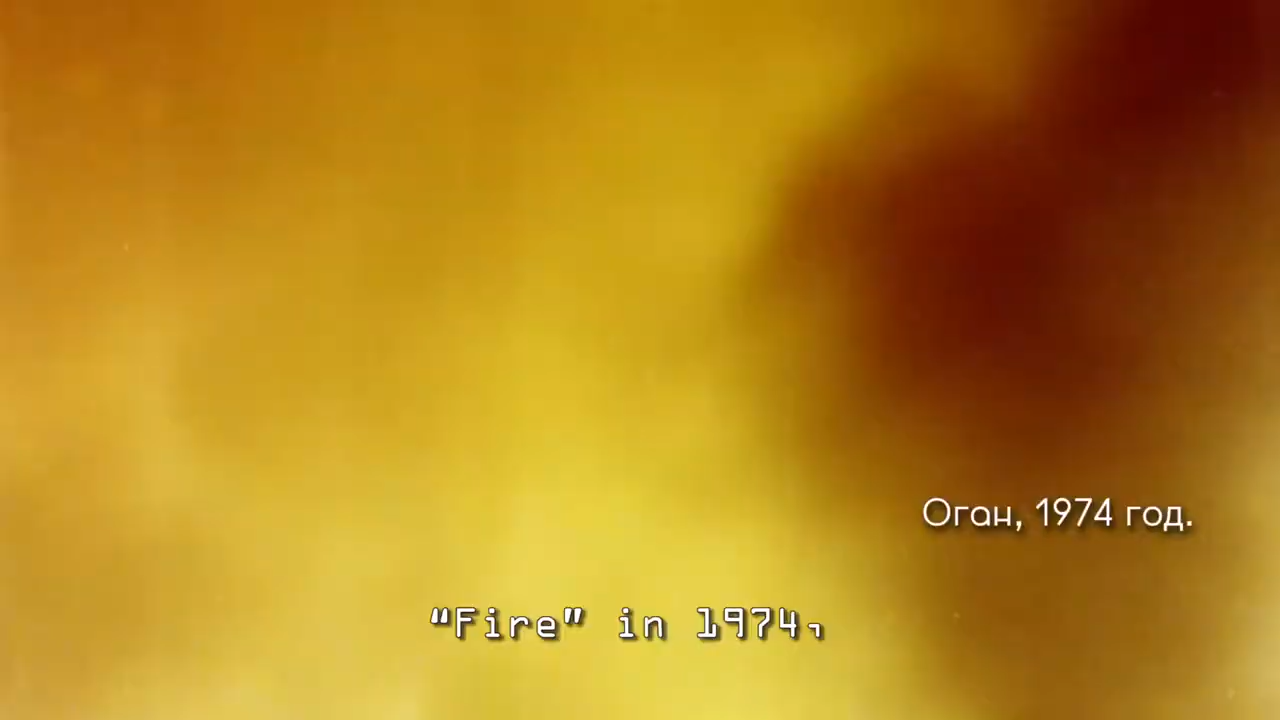 Оган, 1974 год.
“Fire” in 1974,